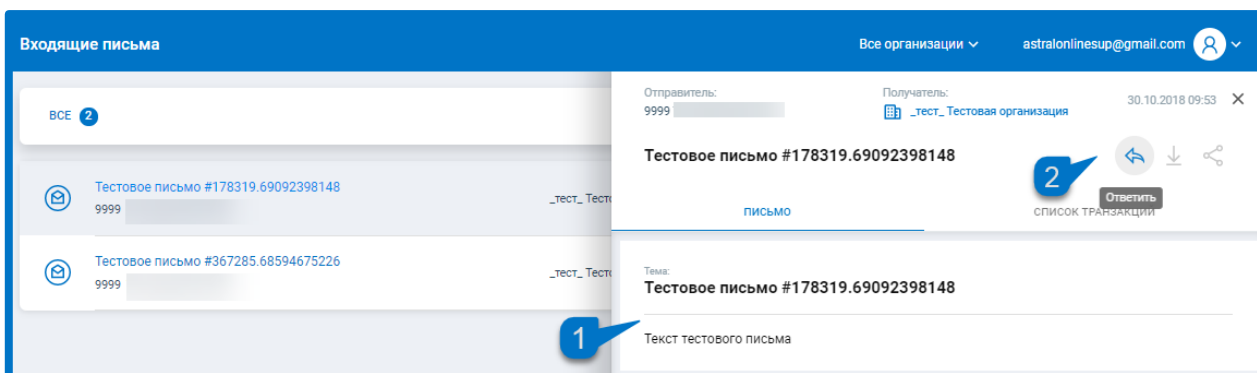 Входящие письма
Все организации
astralonlinesup@gmail.com
ВСЕ 2
Тестовое письмо #178319.69092398148
9999
_тест_ Тесто
Тестовое письмо #367285.68594675226
9999
_тест_ Тесто
Отправитель:
9999
Получатель:
_тест_ Тестовая организация
30.10.2018 09:53
Тестовое письмо #178319.69092398148
2
Ответить
ПИСЬМО
СПИСОК ТРАНЗАКЦИЙ
Тема:
Тестовое письмо #178319.69092398148
1
Текст тестового письма